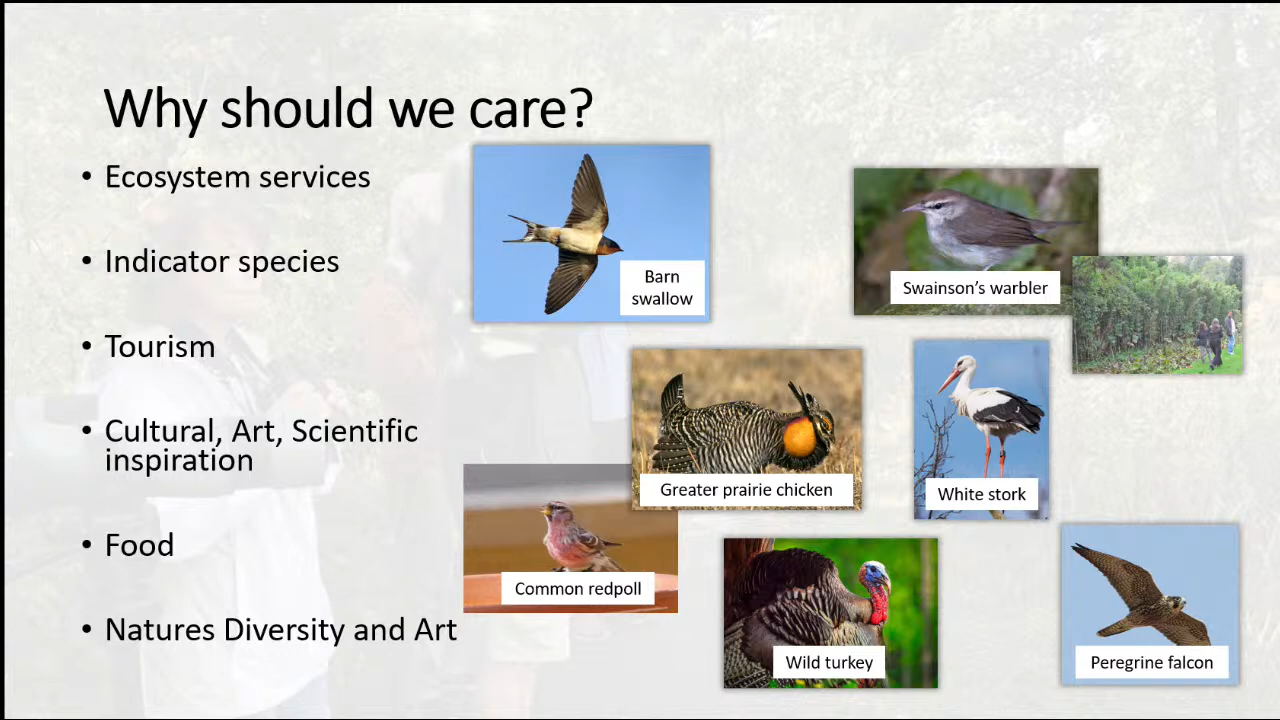 Why should we care?
• Ecosystem services
• Indicator species
• Tourism
• Cultural, Art, Scientific
inspiration
• Food
• Natures Diversity and Art
Barn
swallow
Swainson's warbler
Greater prairie chicken
White stork
Common redpoll
Wild turkey
Peregrine falcon